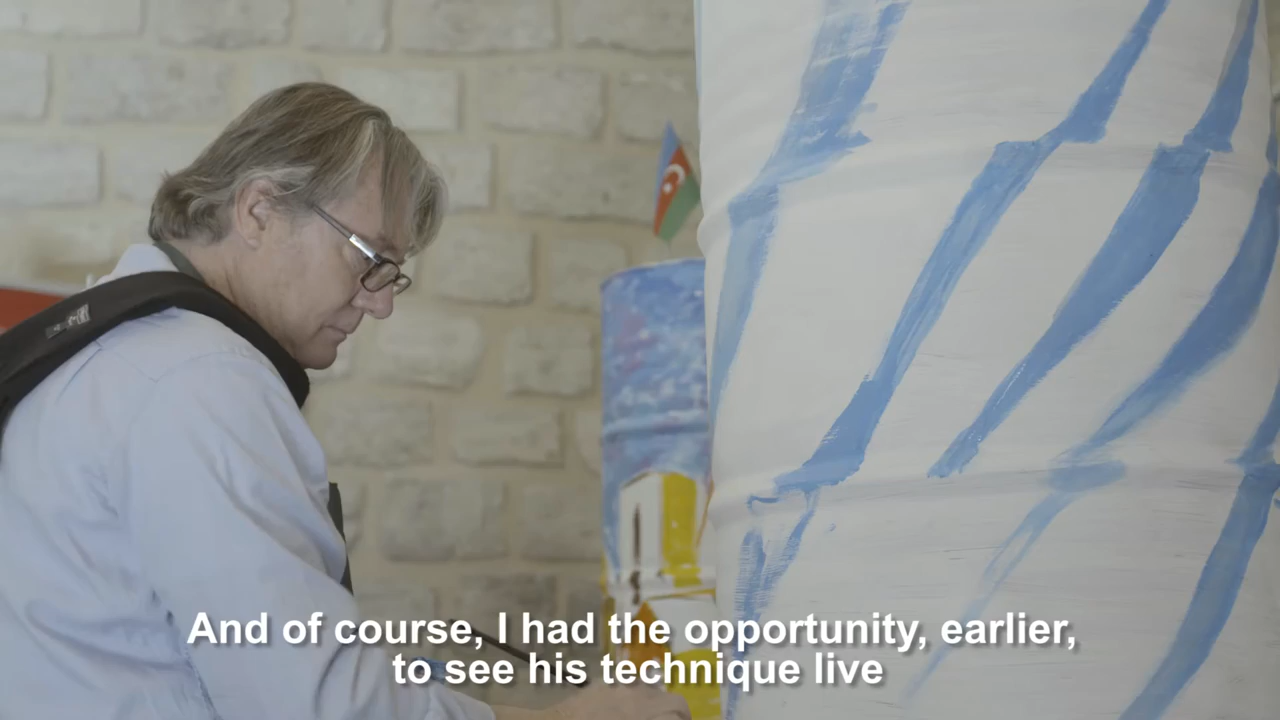 And of course, I had the opportunity, earlier,
to see his technique live